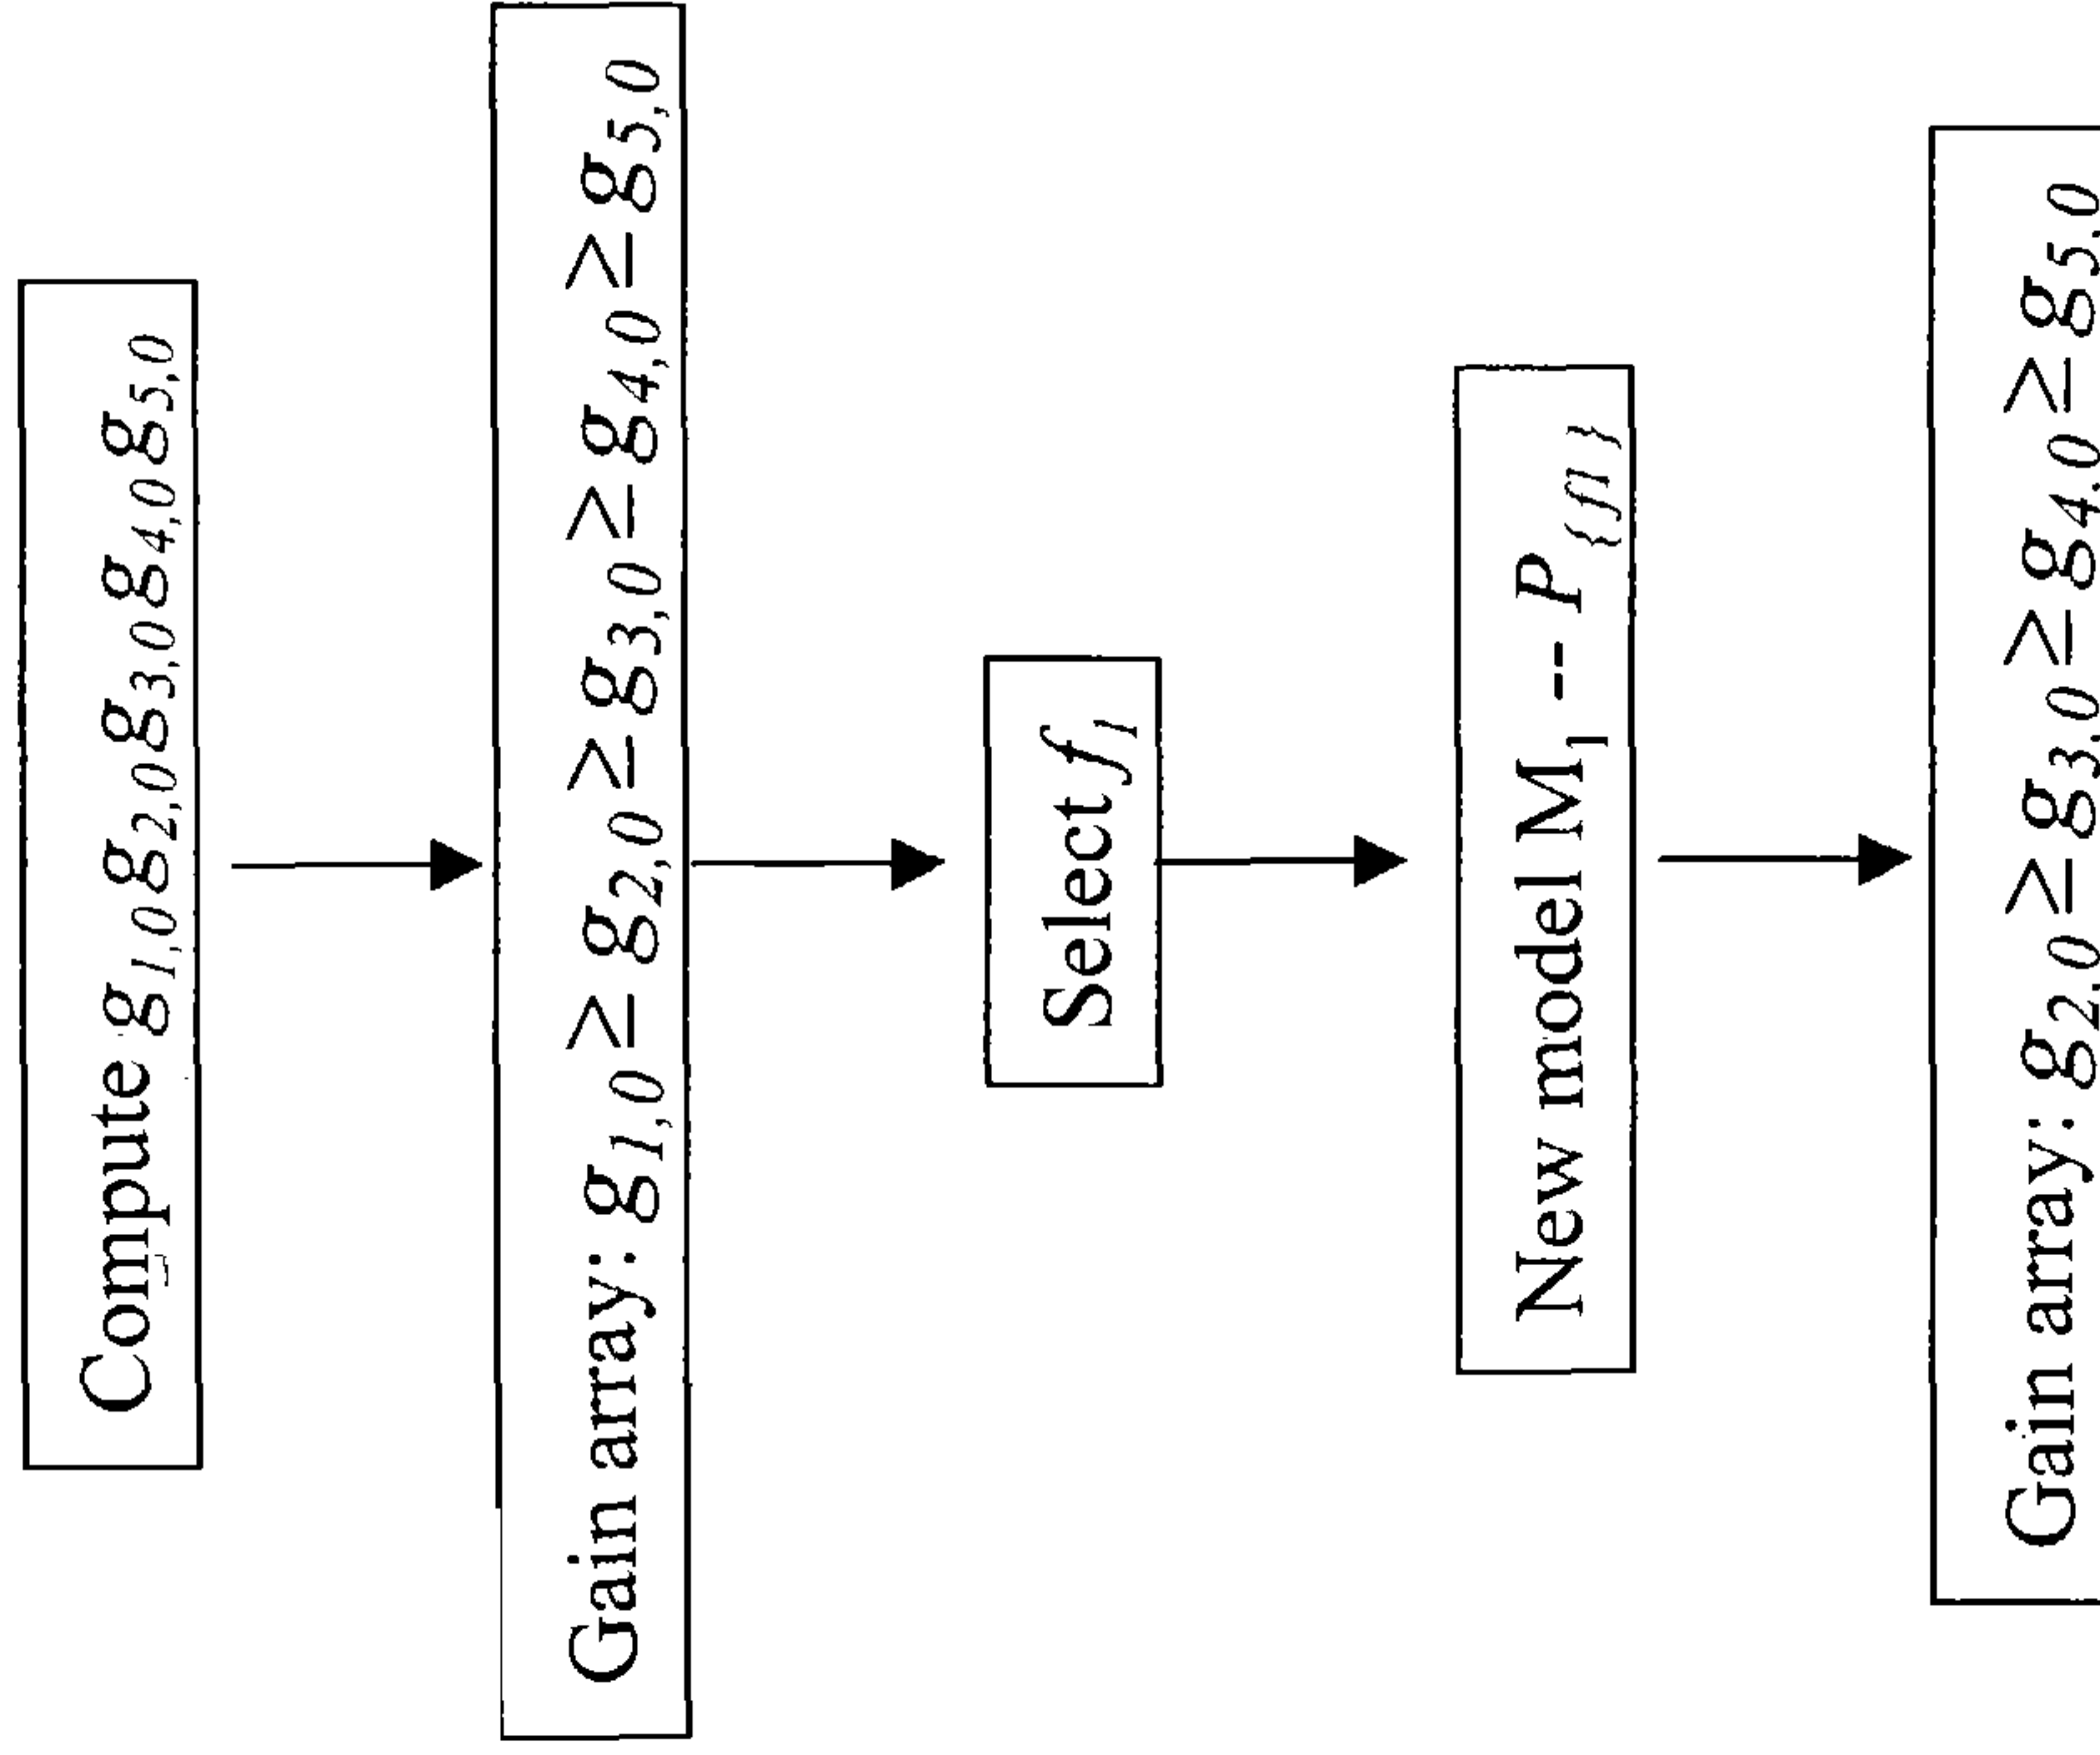 Compute g1,0 g2,0 g3,0 g4,0 g5,0
Gain array: g1,0 ≥ g2,0 ≥ g3,0 ≥ g4,0 ≥ g5,0
Select f1
New model M1 -- P{f1}
Gain array: g2,0 ≥ g3,0 ≥ g4,0 ≥ g5,0